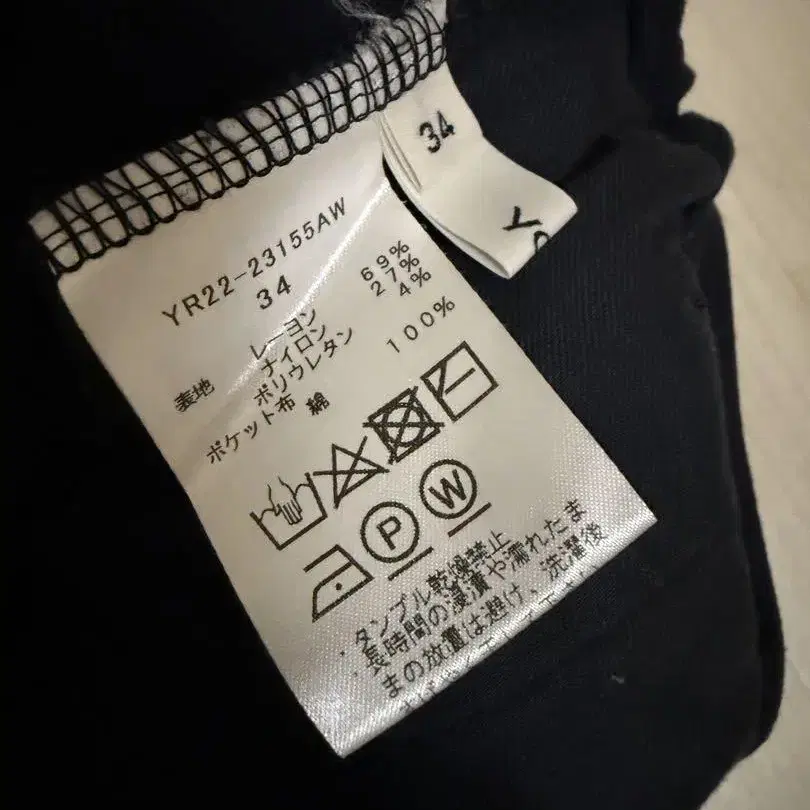 34
YR22-23155AW
34
表地 レーヨン 69%
ナイロン 27%
ポリウレタン 4%
ポケット布 綿 100%
P
W
・タンブル乾燥禁止
・長時間の浸漬や濡れたま
まの放置は避け、洗濯後